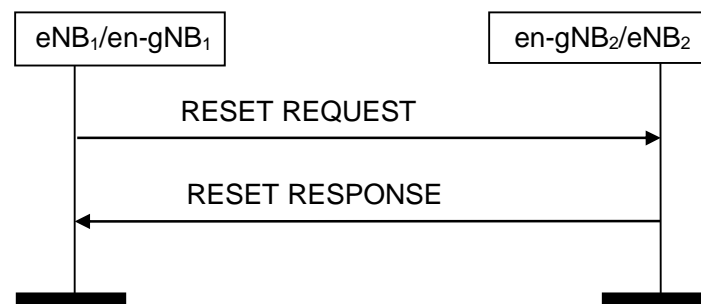 eNB₁/en-gNB₁
en-gNB₂/eNB₂
RESET REQUEST
RESET RESPONSE